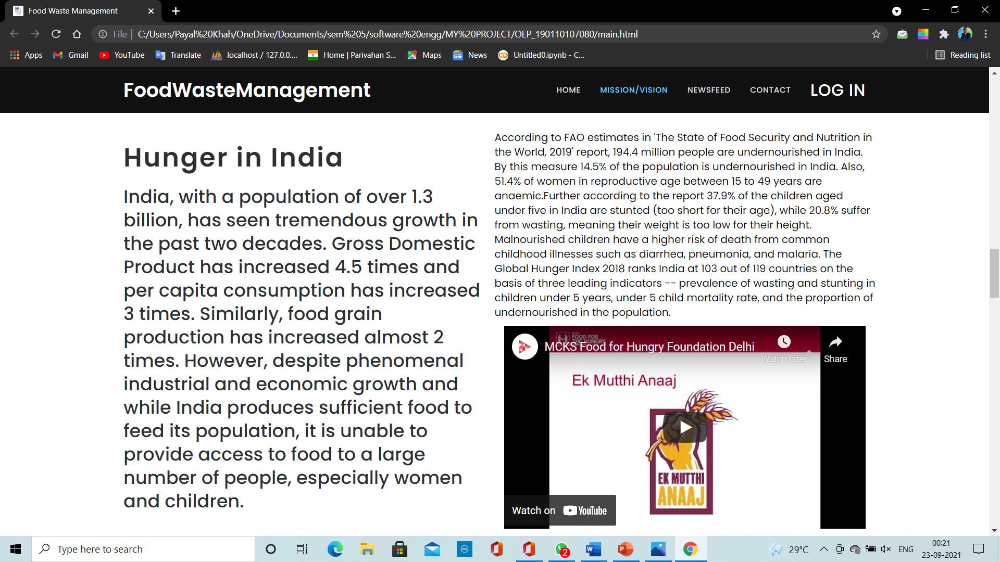 Food Waste Management
File | C:/Users/Payal%20Khah/OneDrive/Documents/sem%205/software%20engg/MY%20PROJECT/OEP_190110107080/main.html
Apps Gmail YouTube Translate localhost / 127.0.0.... Home | Parivahan S... Maps News Untitled0.ipynb - C... Reading list
FoodWasteManagement HOME MISSION/VISION NEWSFEED CONTACT LOG IN
Hunger in India
India, with a population of over 1.3
billion, has seen tremendous growth in
the past two decades. Gross Domestic
Product has increased 4.5 times and
per capita consumption has increased
3 times. Similarly, food grain
production has increased almost 2
times. However, despite phenomenal
industrial and economic growth and
while India produces sufficient food to
feed its population, it is unable to
provide access to food to a large
number of people, especially women
and children.
According to FAO estimates in 'The State of Food Security and Nutrition in
the World, 2019' report, 194.4 million people are undernourished in India.
By this measure 14.5% of the population is undernourished in India. Also,
51.4% of women in reproductive age between 15 to 49 years are
anaemic.Further according to the report 37.9% of the children aged
under five in India are stunted (too short for their age), while 20.8% suffer
from wasting, meaning their weight is too low for their height.
Malnourished children have a higher risk of death from common
childhood illnesses such as diarrhea, pneumonia, and malaria. The
Global Hunger Index 2018 ranks India at 103 out of 119 countries on the
basis of three leading indicators -- prevalence of wasting and stunting in
children under 5 years, under 5 child mortality rate, and the proportion of
undernourished in the population.
FOOD FOR
THE HUNGRY
MCKS Food for Hungry Foundation Delhi
Watch later
Share
Ek Mutthi Anaaj
EK MUTTHI
ANAAJ
Watch on YouTube
Type here to search
2
29°C
ENG
00:21
23-09-2021